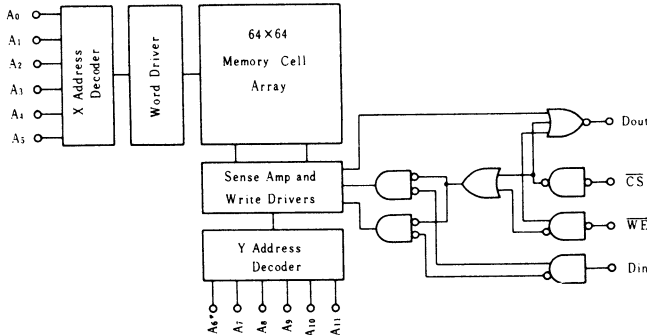 A0
A1
A2
A3
A4
A5
X Address
Decoder
Word Driver
64×64
Memory Cell
Array
Sense Amp and
Write Drivers
Y Address
Decoder
A6*
A7
A8
A9
A10
A11
Dout
CS
WE
Din